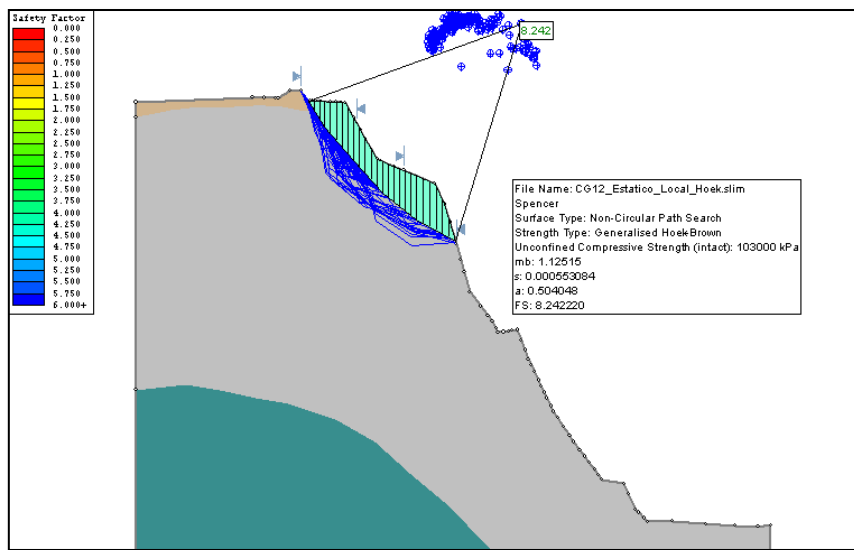 Safety Factor
0.000
0.250
0.500
0.750
1.000
1.250
1.500
1.750
2.000
2.250
2.500
2.750
3.000
3.250
3.500
3.750
4.000
4.250
4.500
4.750
5.000
5.250
5.500
5.750
6.000+
8.242
File Name: CG12_Estatico_Local_Hoek.slim
Spencer
Surface Type: Non-Circular Path Search
Strength Type: Generalised Hoek-Brown
Unconfined Compressive Strength (intact): 103000 kPa
mb: 1.12515
s: 0.000553084
a: 0.504048
FS: 8.242220